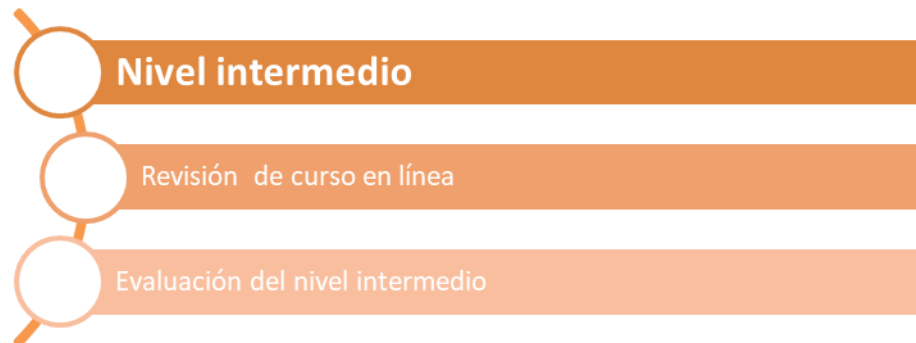 Nivel intermedio
Revisión de curso en línea
Evaluación del nivel intermedio